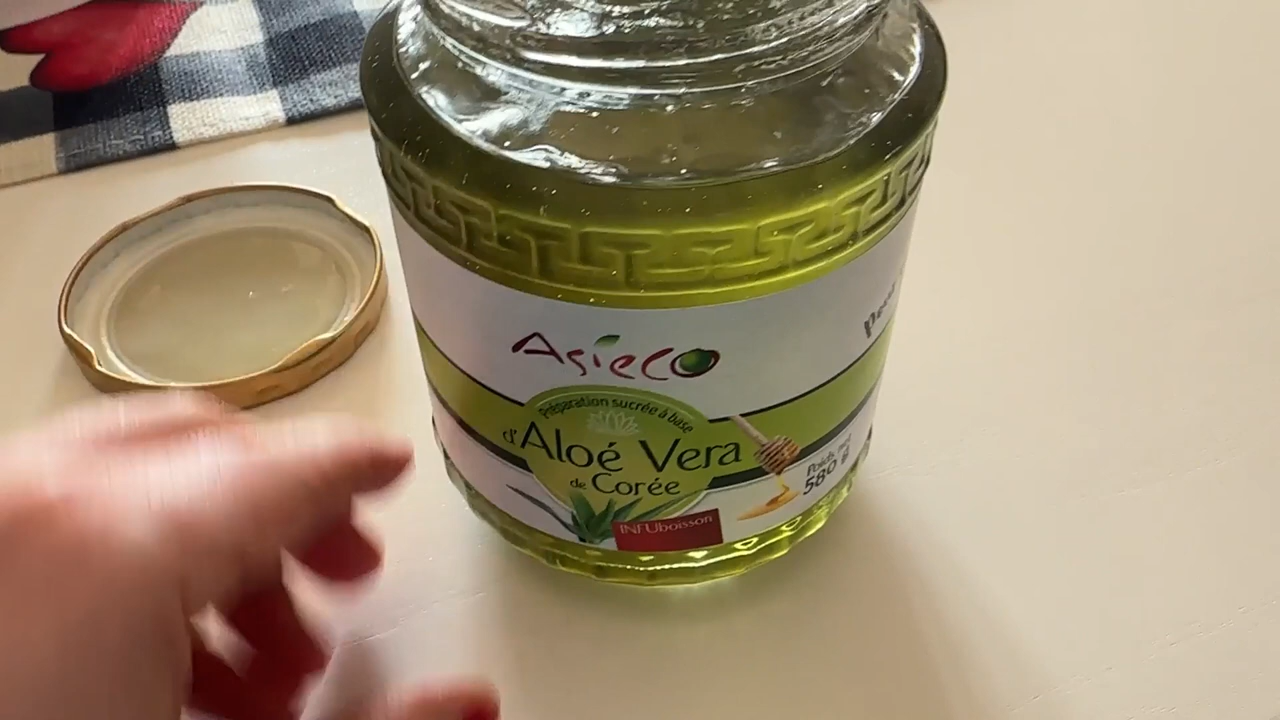 Asieco
Préparation sucrée à base
d'Aloé Vera
de Corée
INFUboisson
Poids net
580 g